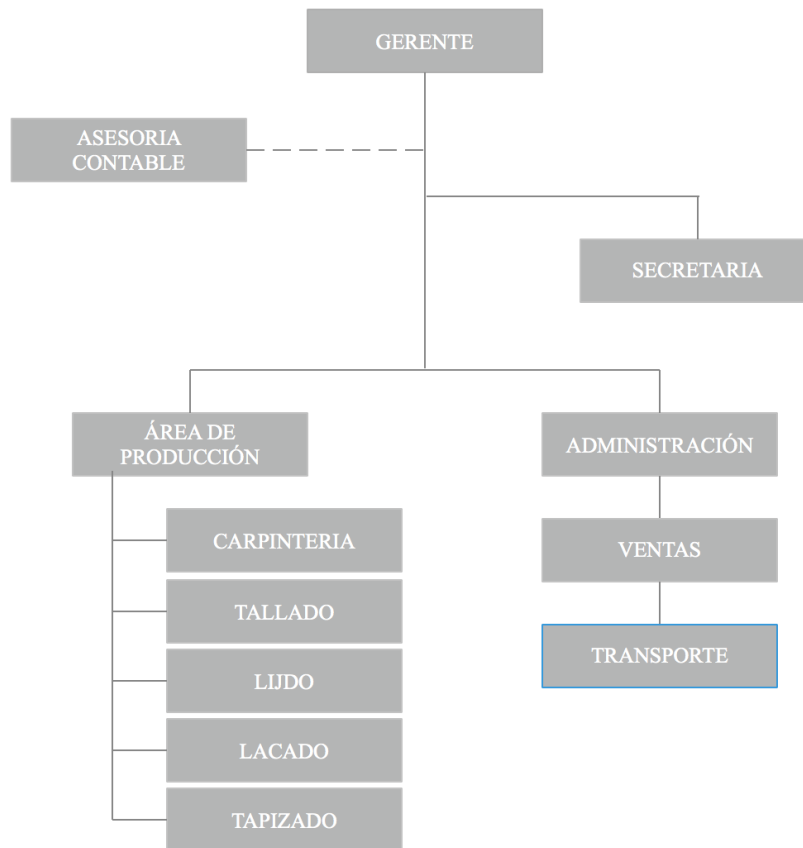 GERENTE
ASESORIA
CONTABLE
SECRETARIA
ÁREA DE
PRODUCCIÓN
ADMINISTRACIÓN
CARPINTERIA
VENTAS
TALLADO
TRANSPORTE
LIJDO
LACADO
TAPIZADO